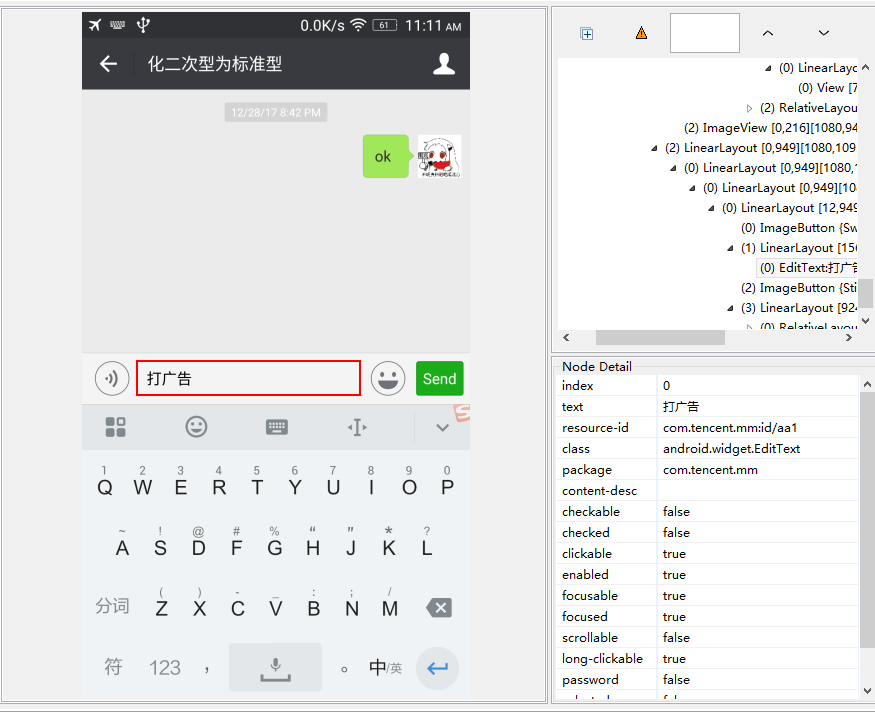 0.0K/s 61 11:11 AM
化二次型为标准型
12/28/17 8:42 PM
ok
打广告
Send
1 2 3 4 5 6 7 8 9 0
Q W E R T Y U I O P
~ ! @ # % “ ” * ?
A S D F G H J K L
( ) - _ : ; /
分词 Z X C V B N M
符 123 ， 。 中/英
(0) LinearLayo
(0) View [7
(2) RelativeLayou
(2) ImageView [0,216][1080,94
(2) LinearLayout [0,949][1080,109
(0) LinearLayout [0,949][1080,1
(0) LinearLayout [0,949][10
(0) LinearLayout [12,949
(0) ImageButton {Sw
(1) LinearLayout [156
(0) EditText:打广告
(2) ImageButton {Sti
(3) LinearLayout [924
(0) RelativeLayou
Node Detail
index 0
text 打广告
resource-id com.tencent.mm:id/aa1
class android.widget.EditText
package com.tencent.mm
content-desc
checkable false
checked false
clickable true
enabled true
focusable true
focused true
scrollable false
long-clickable true
password false